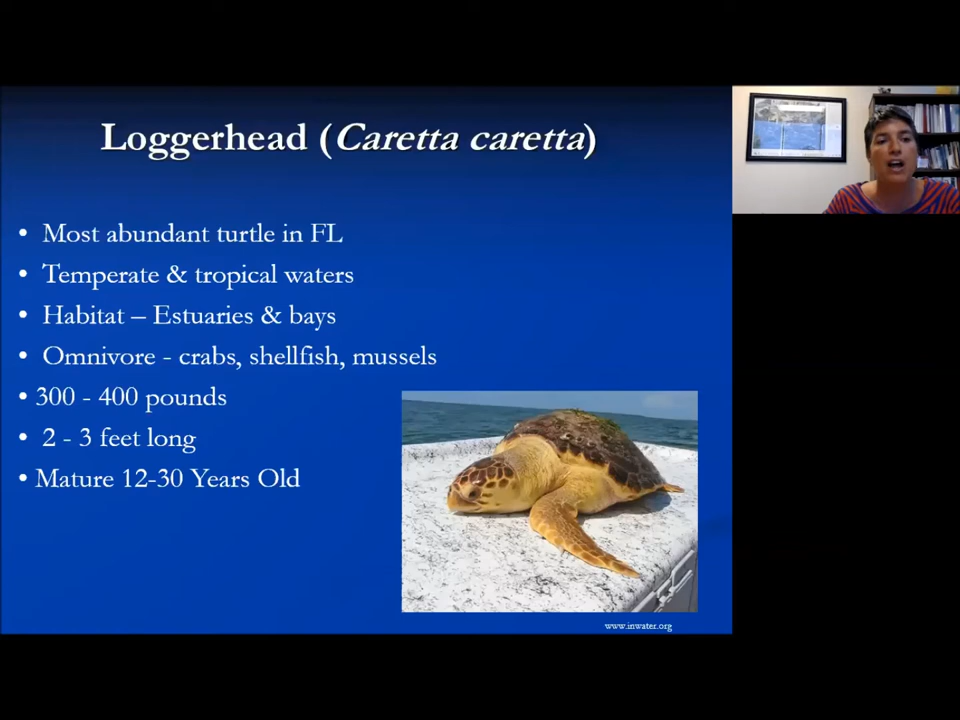 Loggerhead (Caretta caretta)
• Most abundant turtle in FL
• Temperate & tropical waters
• Habitat – Estuaries & bays
• Omnivore - crabs, shellfish, mussels
• 300 - 400 pounds
• 2 - 3 feet long
• Mature 12-30 Years Old
www.inwater.org